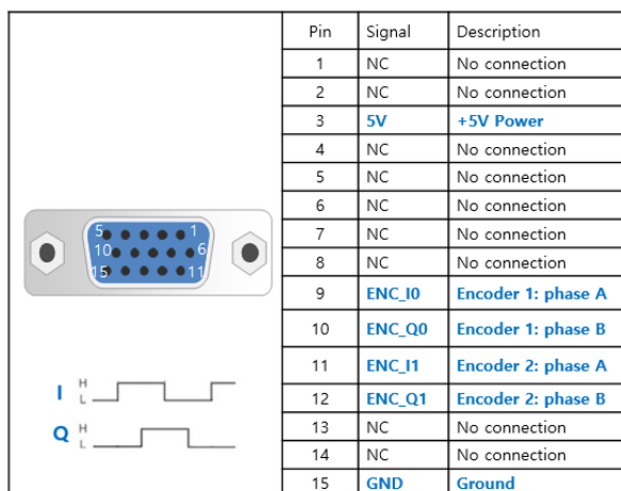 Pin Signal Description
1 NC No connection
2 NC No connection
3 5V +5V Power
4 NC No connection
5 NC No connection
6 NC No connection
7 NC No connection
8 NC No connection
9 ENC_I0 Encoder 1: phase A
10 ENC_Q0 Encoder 1: phase B
11 ENC_I1 Encoder 2: phase A
12 ENC_Q1 Encoder 2: phase B
13 NC No connection
14 NC No connection
15 GND Ground
5 1
10 6
15 11
I H
L
Q H
L